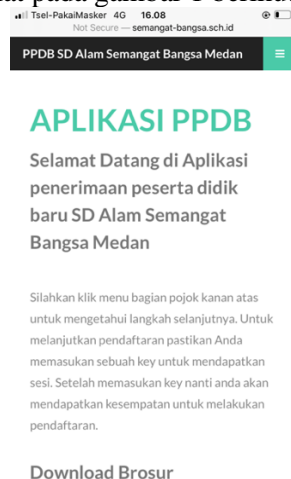 Tsel-PakaiMasker 4G 16.08
Not Secure — semangat-bangsa.sch.id
PPDB SD Alam Semangat Bangsa Medan
APLIKASI PPDB
Selamat Datang di Aplikasi
penerimaan peserta didik
baru SD Alam Semangat
Bangsa Medan
Silahkan klik menu bagian pojok kanan atas
untuk mengetahui langkah selanjutnya. Untuk
melanjutkan pendaftaran pastikan Anda
memasukan sebuah key untuk mendapatkan
sesi. Setelah memasukan key nanti anda akan
mendapatkan kesempatan untuk melakukan
pendaftaran.
Download Brosur